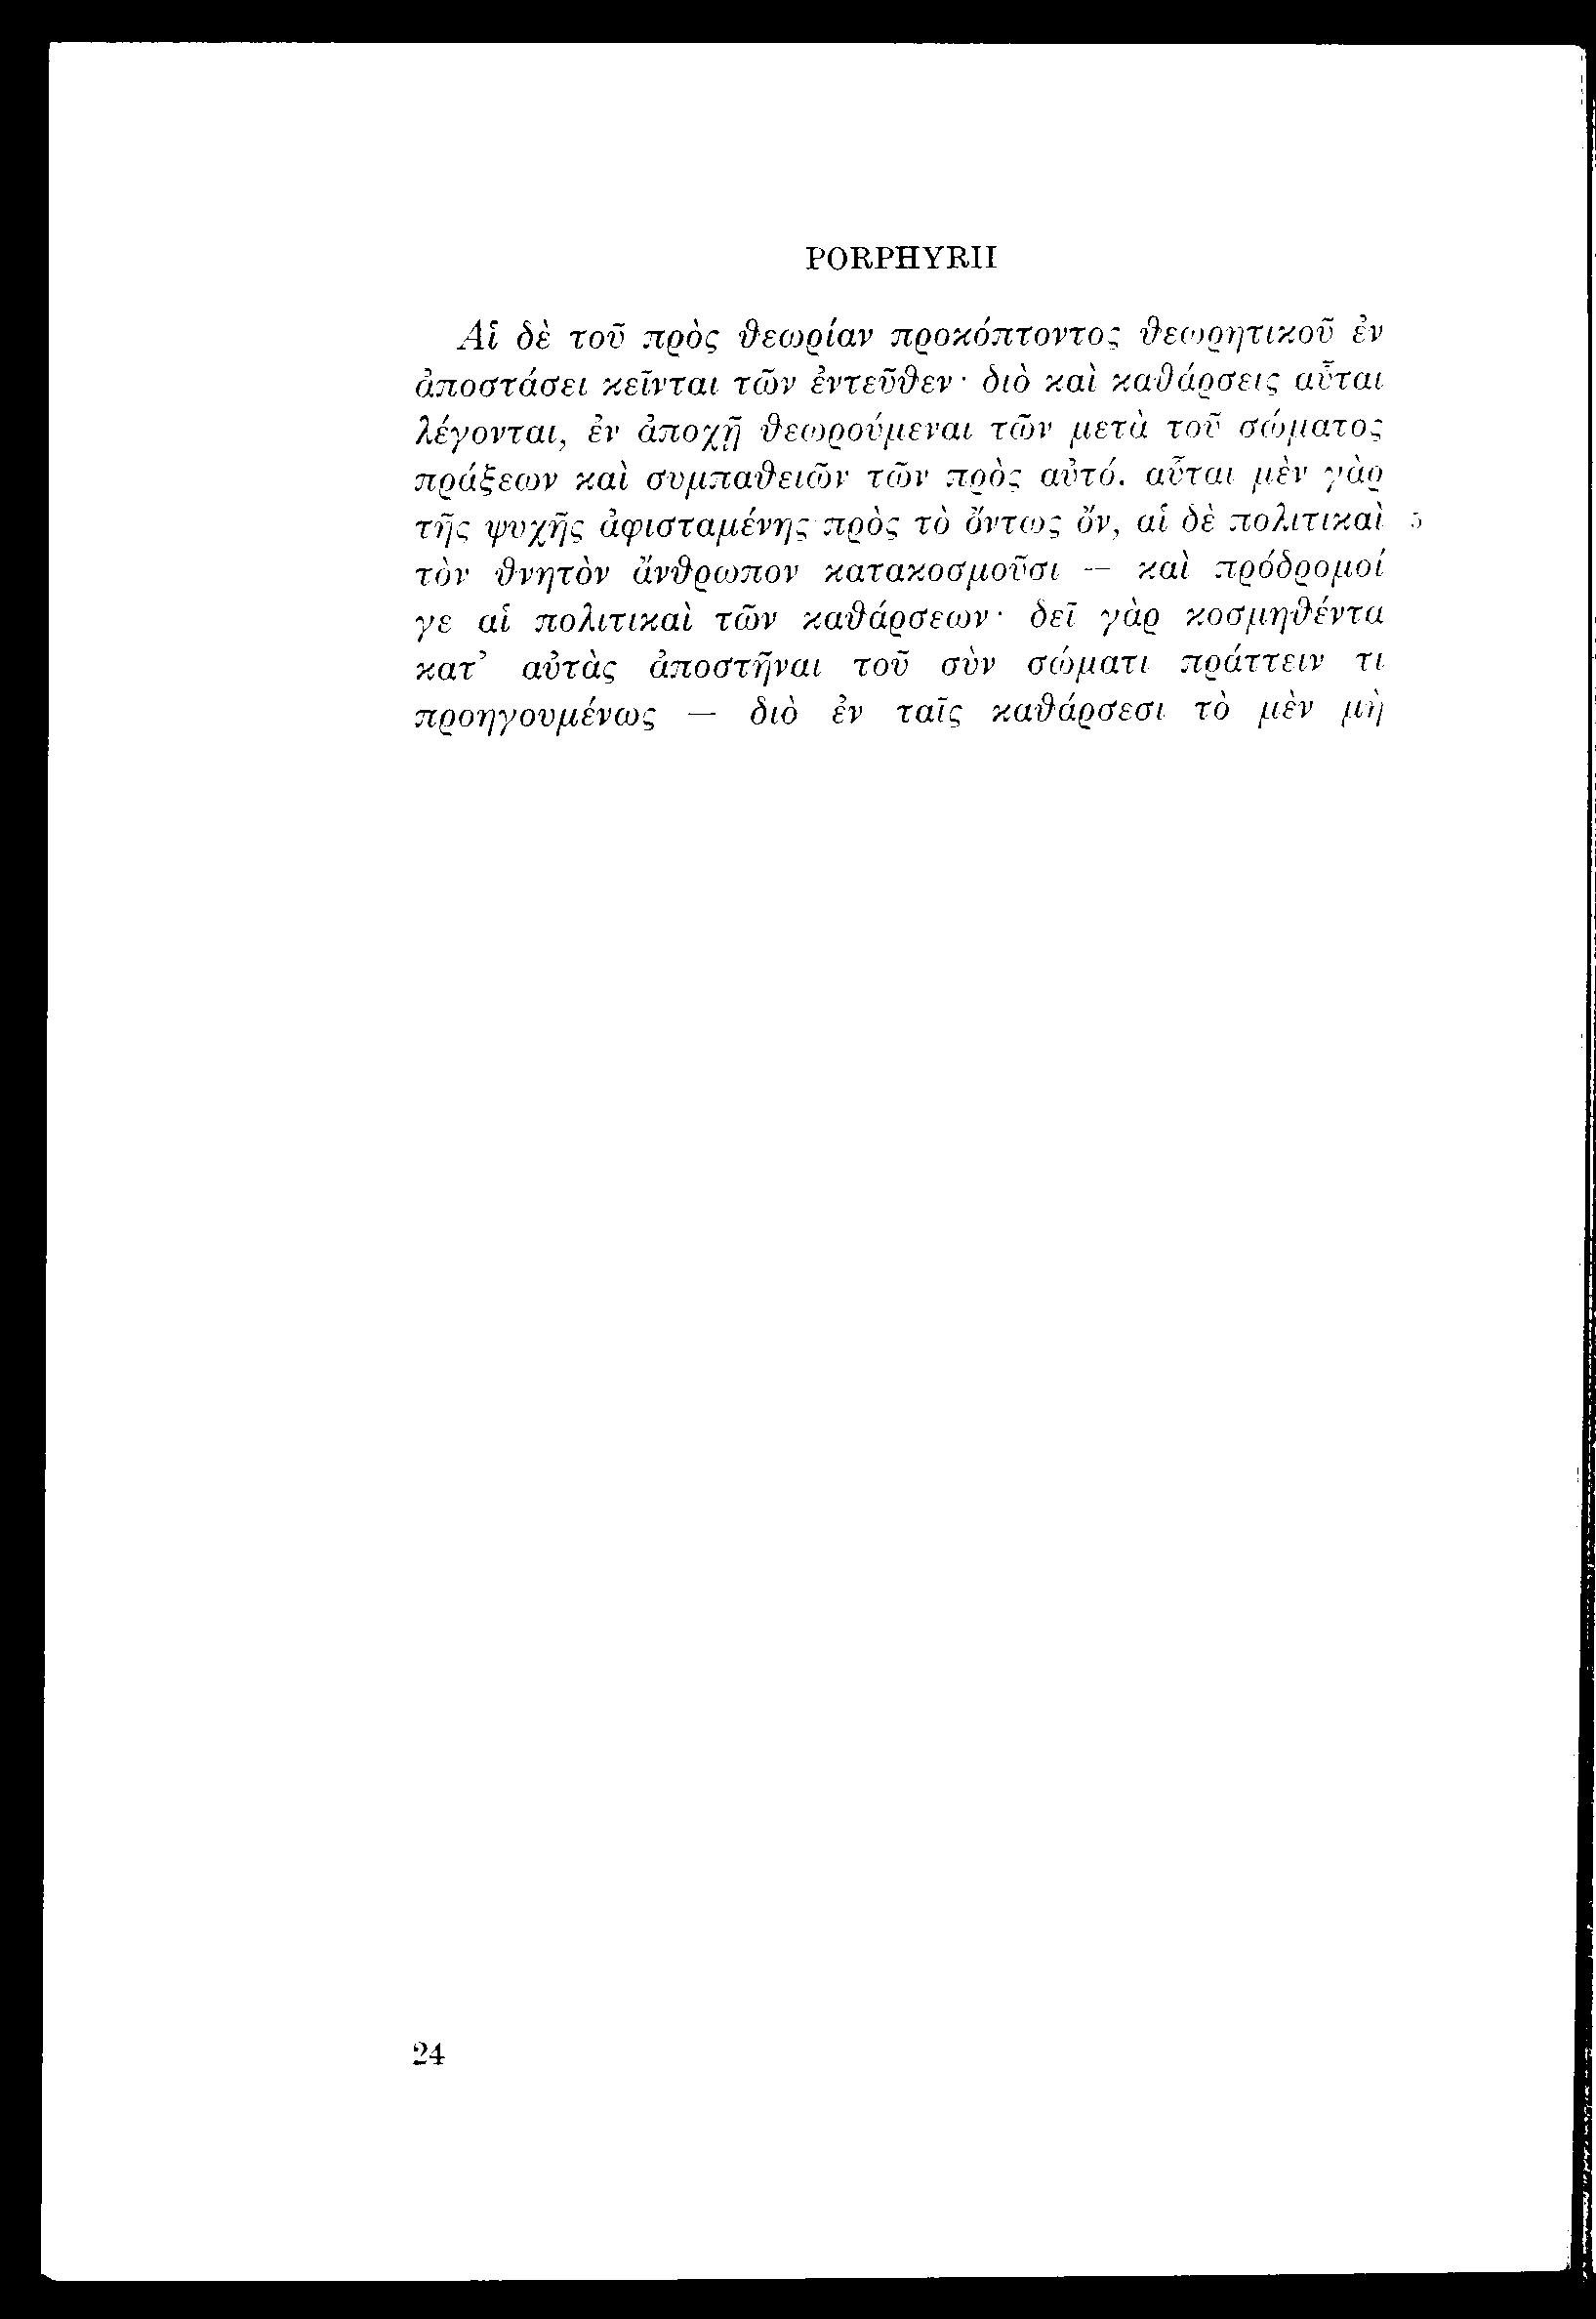 PORPHYRII
Αἱ δὲ τοῦ πρὸς θεωρίαν προκόπτοντος θεωρητικοῦ ἐν
ἀποστάσει κεῖνται τῶν ἐντεῦθεν· διὸ καὶ καθάρσεις αὗται
λέγονται, ἐν ἀποχῇ θεωρούμεναι τῶν μετὰ τοῦ σώματος
πράξεων καὶ συμπαθειῶν τῶν πρὸς αὐτό. αὗται μὲν γὰρ
τῆς ψυχῆς ἀφισταμένης πρὸς τὸ ὄντως ὄν, αἱ δὲ πολιτικαὶ 5
τὸν θνητὸν ἄνθρωπον κατακοσμοῦσι — καὶ πρόδρομοί
γε αἱ πολιτικαὶ τῶν καθάρσεων· δεῖ γὰρ κοσμηθέντα
κατ’ αὐτὰς ἀποστῆναι τοῦ σὺν σώματι πράττειν τι
προηγουμένως — διὸ ἐν ταῖς καθάρσεσι τὸ μὲν μὴ
24